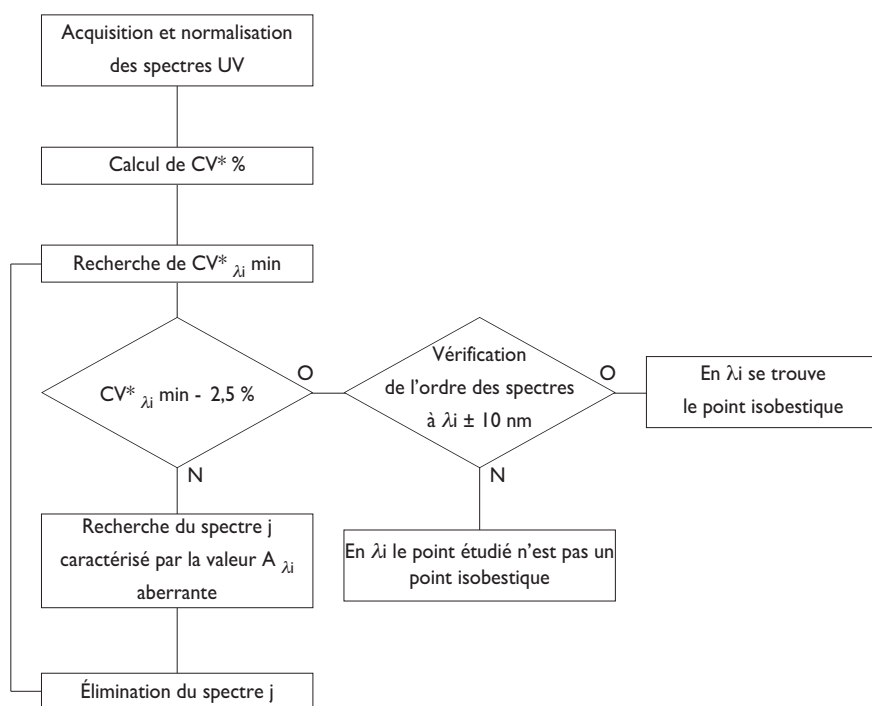 Acquisition et normalisation
des spectres UV
Calcul de CV* %
Recherche de CV* λi min
CV* λi min - 2,5 %
O
N
Vérification
de l'ordre des spectres
à λi ± 10 nm
O
N
En λi se trouve
le point isobestique
Recherche du spectre j
caractérisé par la valeur A λi
aberrante
En λi le point étudié n'est pas un
point isobestique
Élimination du spectre j